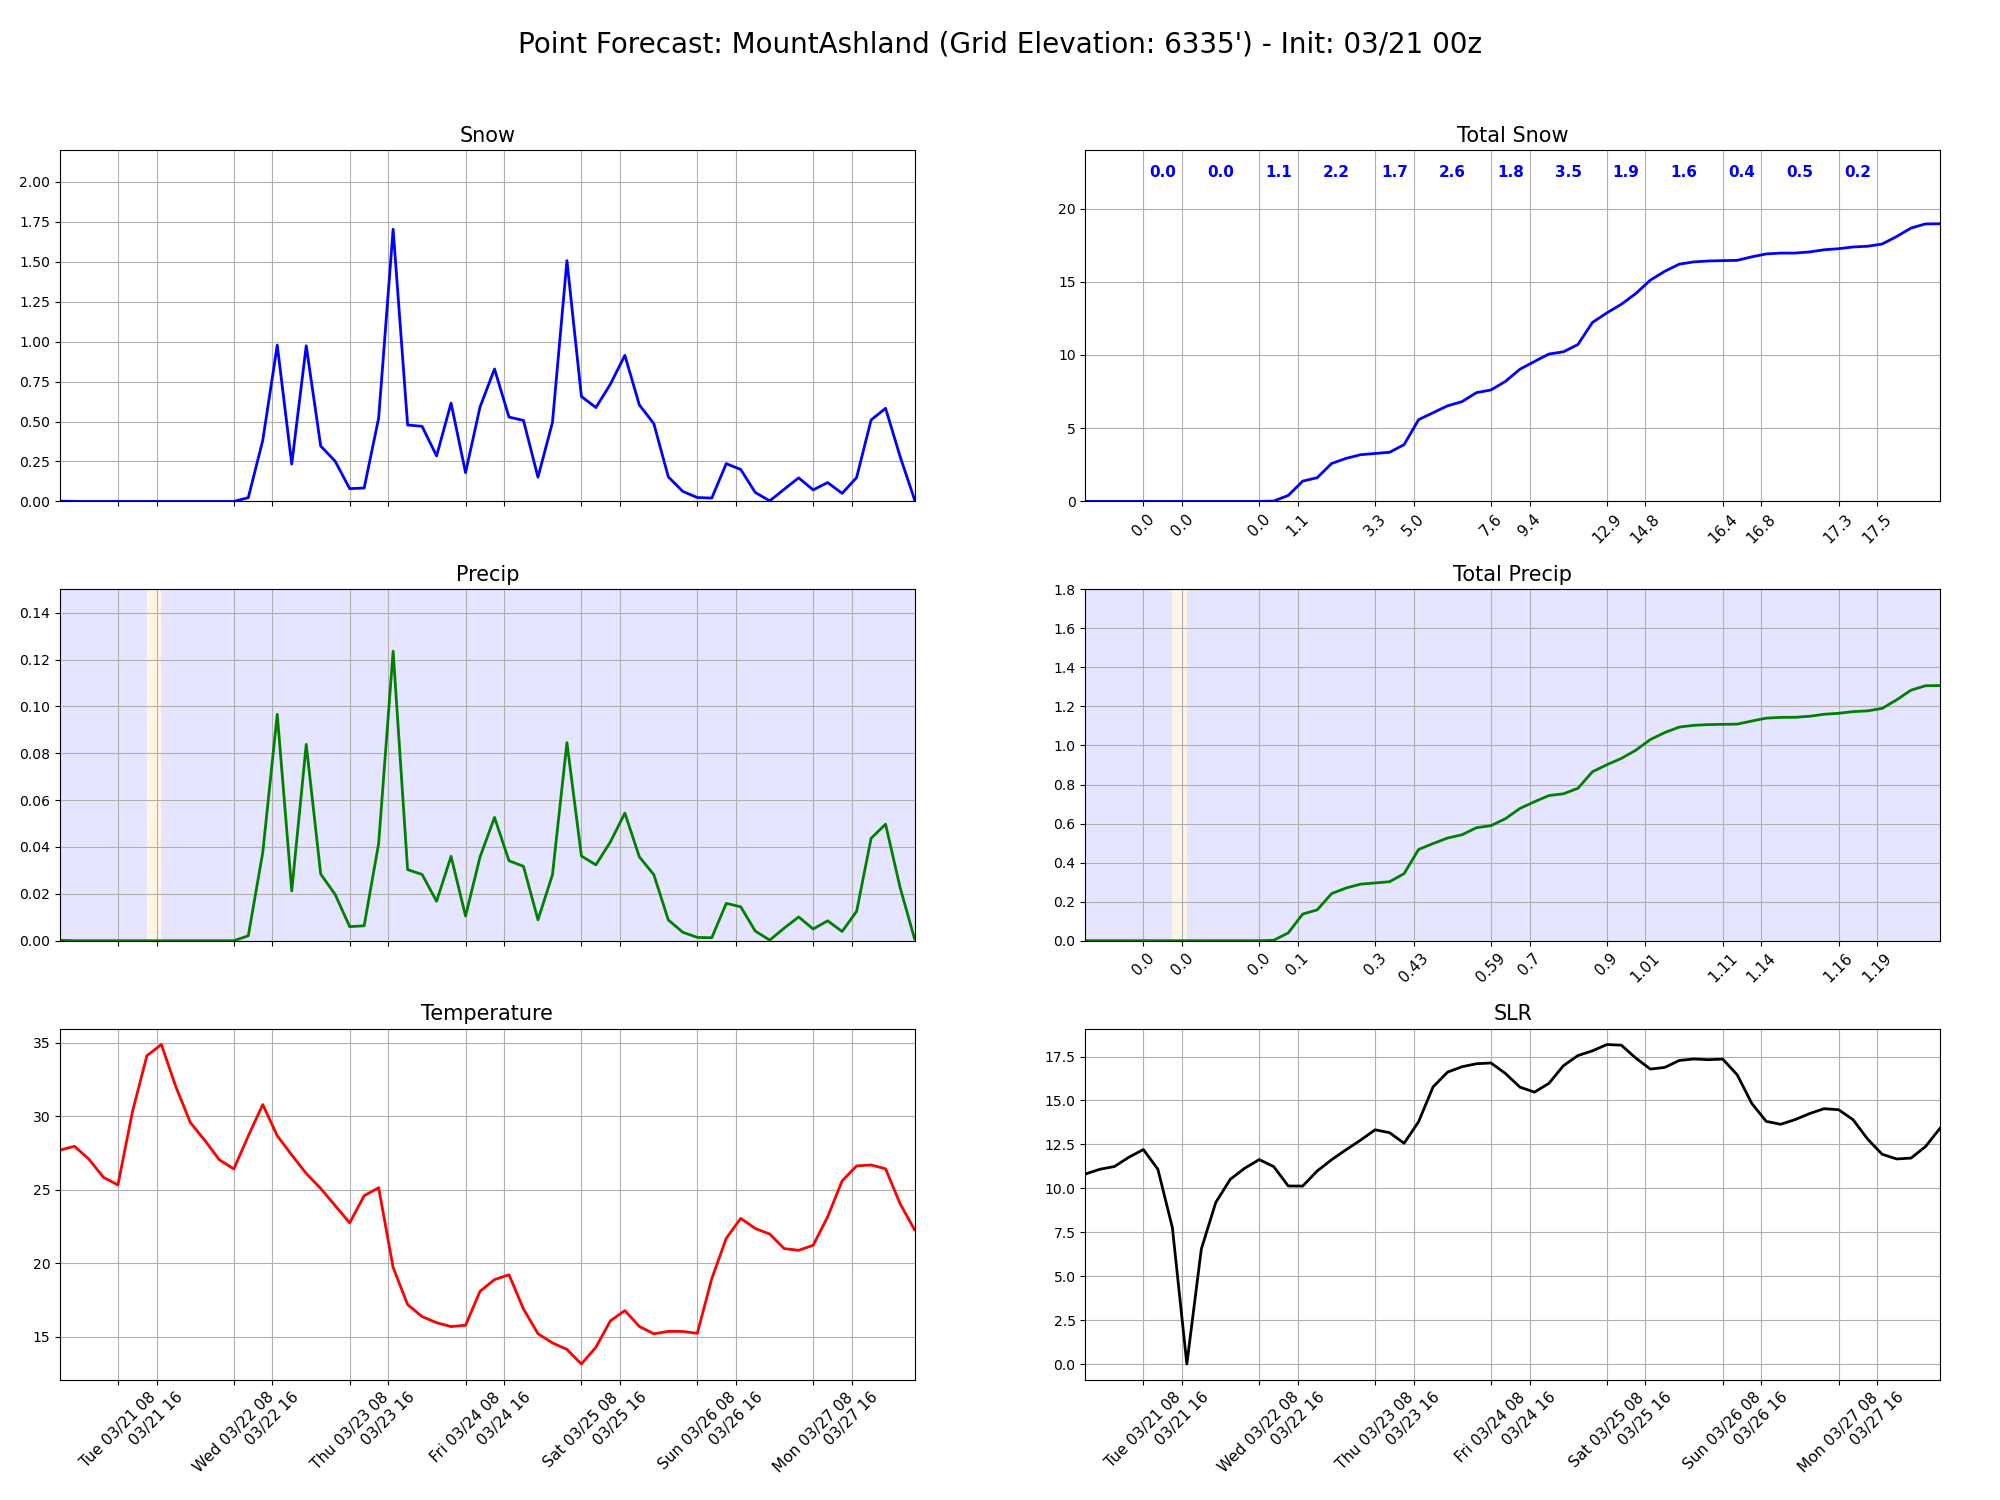 Point Forecast: MountAshland (Grid Elevation: 6335') - Init: 03/21 00z
Snow
2.00
1.75
1.50
1.25
1.00
0.75
0.50
0.25
0.00
Total Snow
0.0 0.0 1.1 2.2 1.7 2.6 1.8 3.5 1.9 1.6 0.4 0.5 0.2
20
15
10
5
0
0.0 0.0 0.0 1.1 3.3 5.0 7.6 9.4 12.9 14.8 16.4 16.8 17.3 17.5
Precip
0.14
0.12
0.10
0.08
0.06
0.04
0.02
0.00
Total Precip
1.8
1.6
1.4
1.2
1.0
0.8
0.6
0.4
0.2
0.0
0.0 0.0 0.0 0.1 0.3 0.43 0.59 0.7 0.9 1.01 1.11 1.14 1.16 1.19
Temperature
35
30
25
20
15
Tue 03/21 08
03/21 16
Wed 03/22 08
03/22 16
Thu 03/23 08
03/23 16
Fri 03/24 08
03/24 16
Sat 03/25 08
03/25 16
Sun 03/26 08
03/26 16
Mon 03/27 08
03/27 16
SLR
17.5
15.0
12.5
10.0
7.5
5.0
2.5
0.0
Tue 03/21 08
03/21 16
Wed 03/22 08
03/22 16
Thu 03/23 08
03/23 16
Fri 03/24 08
03/24 16
Sat 03/25 08
03/25 16
Sun 03/26 08
03/26 16
Mon 03/27 08
03/27 16